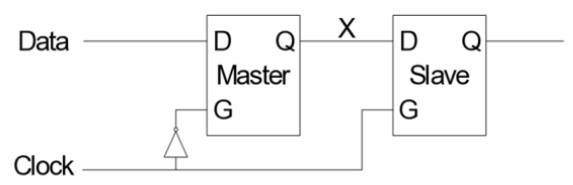 Data
D Q
Master
G
X
D Q
Slave
G
Clock